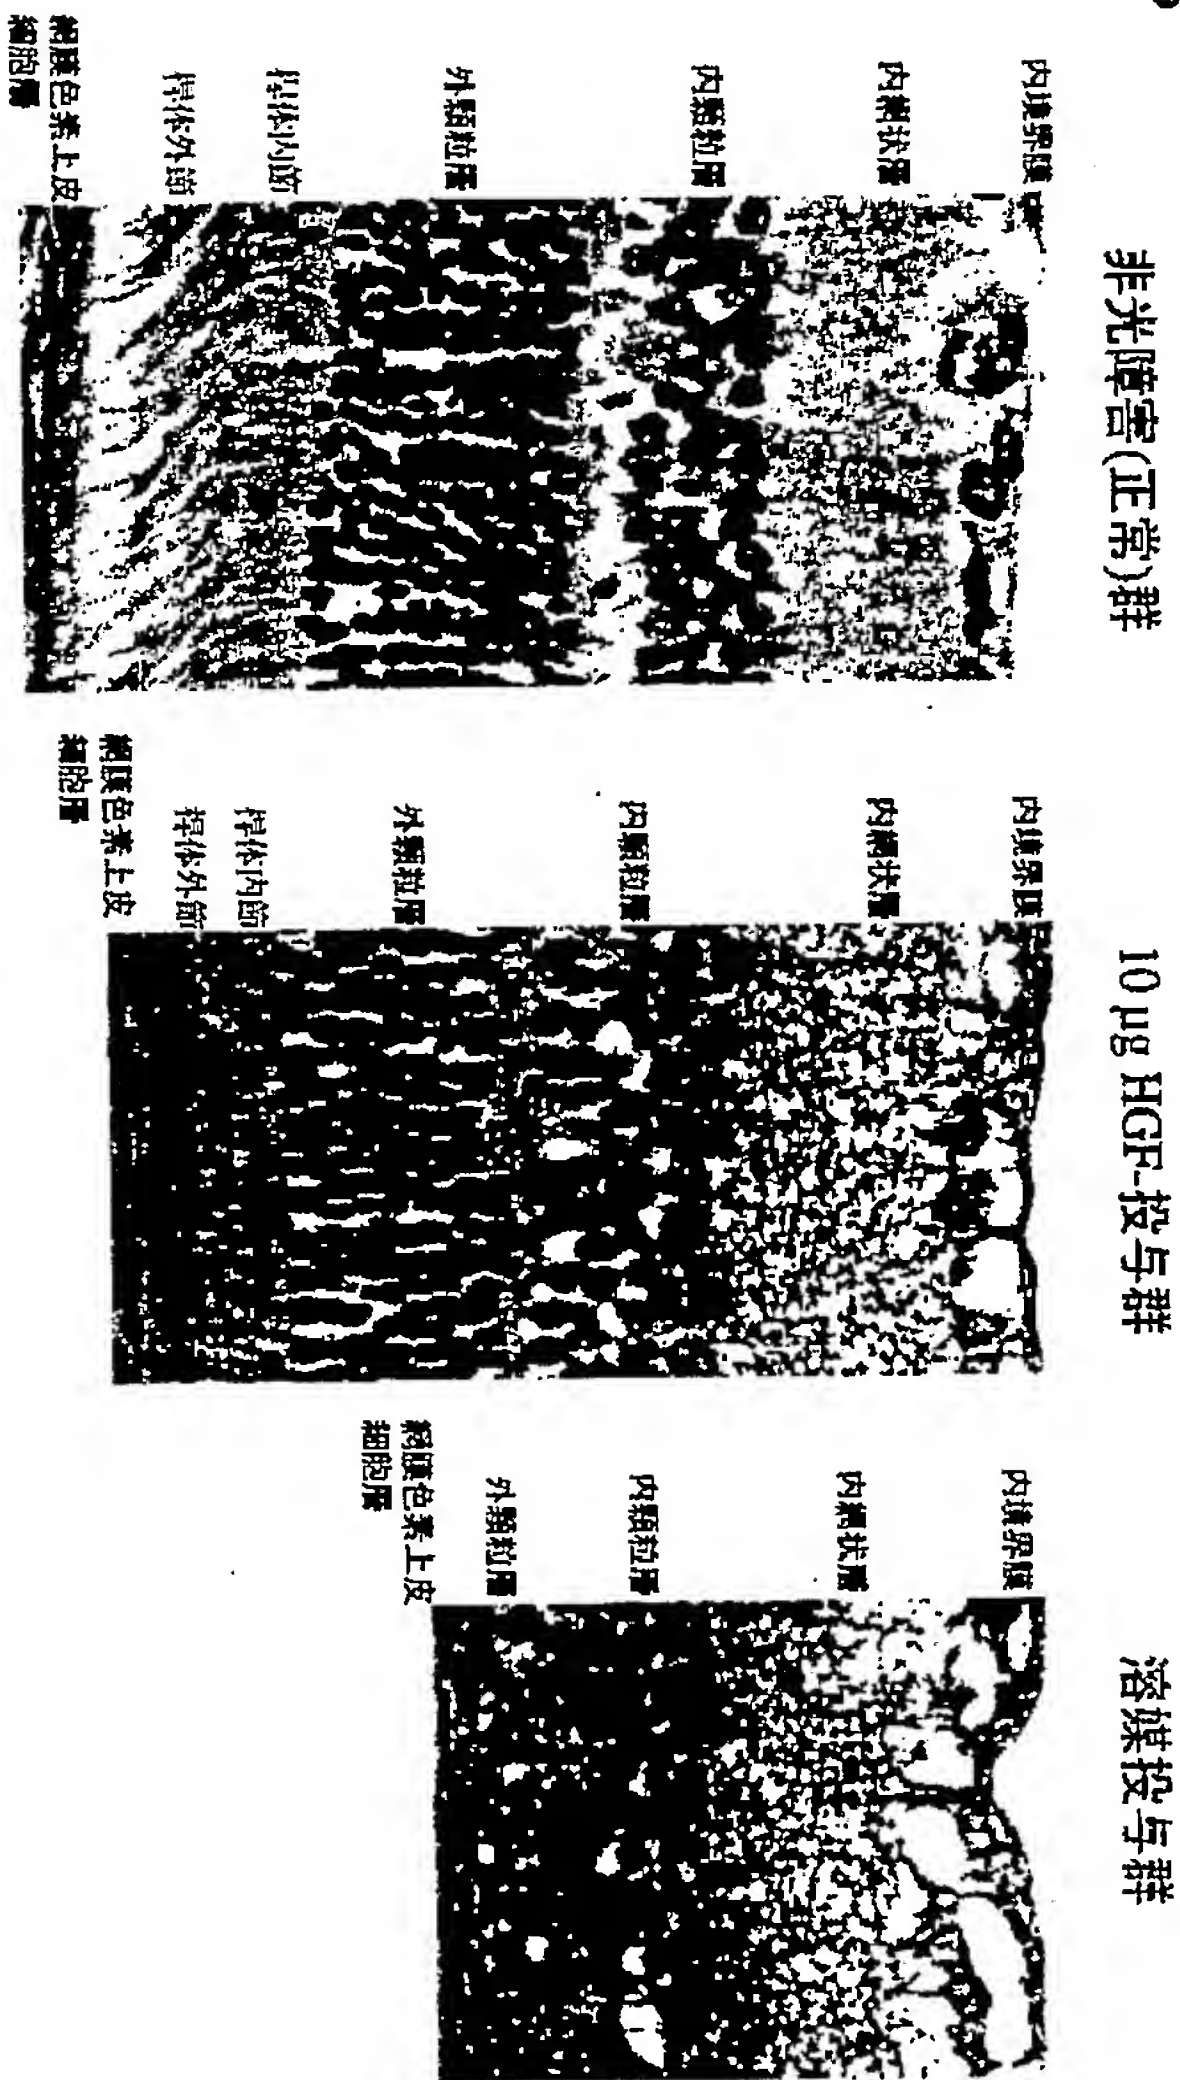 非光障害(正常)群
内境界膜
内網状層
内顆粒層
外顆粒層
桿体内節
桿体外節
網膜色素上皮
細胞層
10 μg HGF-投与群
内境界膜
内網状層
内顆粒層
外顆粒層
桿体内節
桿体外節
網膜色素上皮
細胞層
溶媒投与群
内境界膜
内網状層
内顆粒層
外顆粒層
網膜色素上皮
細胞層